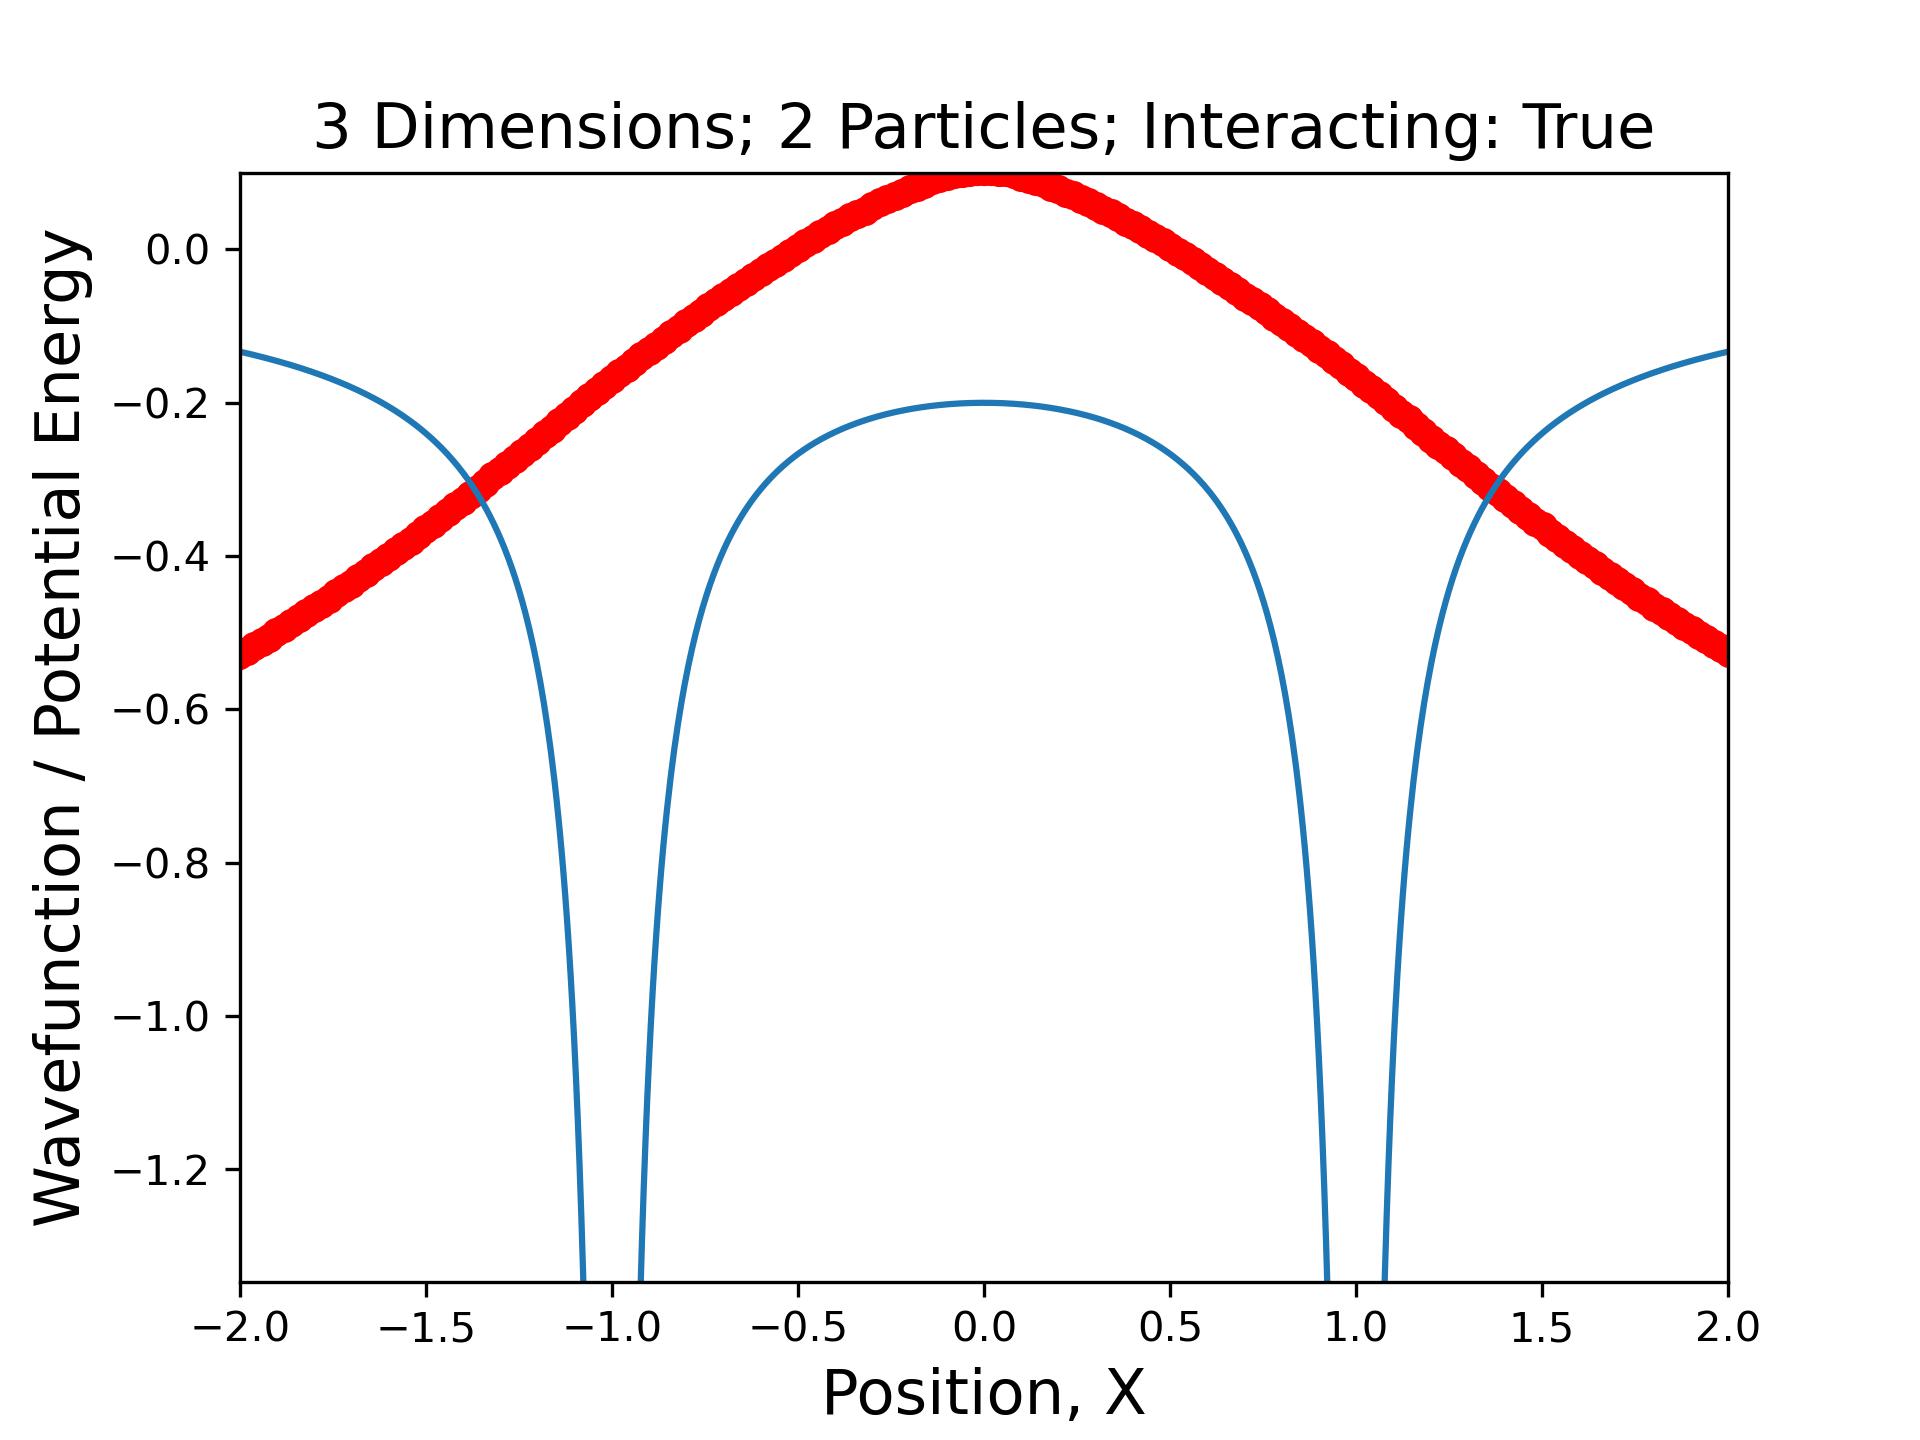 3 Dimensions; 2 Particles; Interacting: True
Wavefunction / Potential Energy
0.0
−0.2
−0.4
−0.6
−0.8
−1.0
−1.2
−2.0 −1.5 −1.0 −0.5 0.0 0.5 1.0 1.5 2.0
Position, X